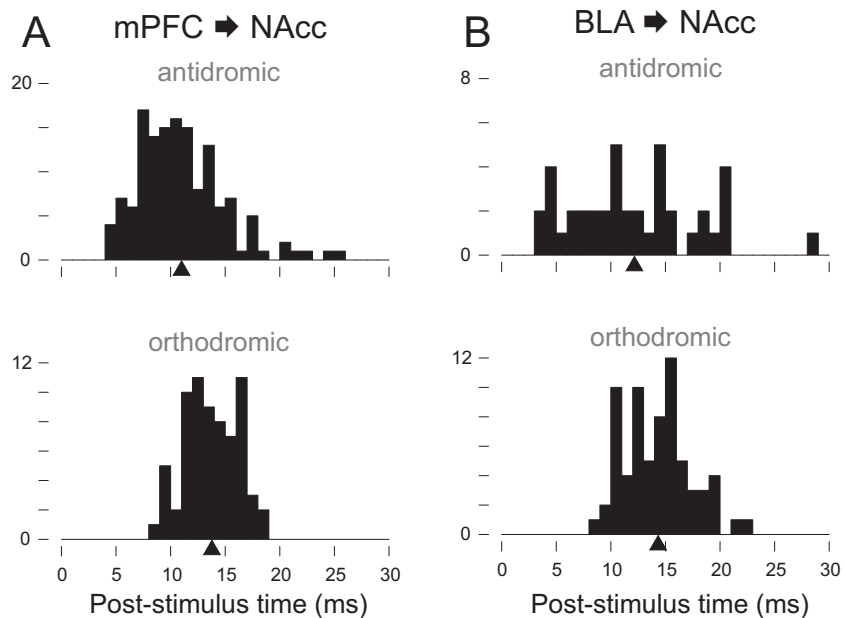 A
mPFC ➡ NAcc
antidromic
20
0
orthodromic
12
0
0 5 10 15 20 25 30
Post-stimulus time (ms)
B
BLA ➡ NAcc
antidromic
8
0
orthodromic
12
0
0 5 10 15 20 25 30
Post-stimulus time (ms)